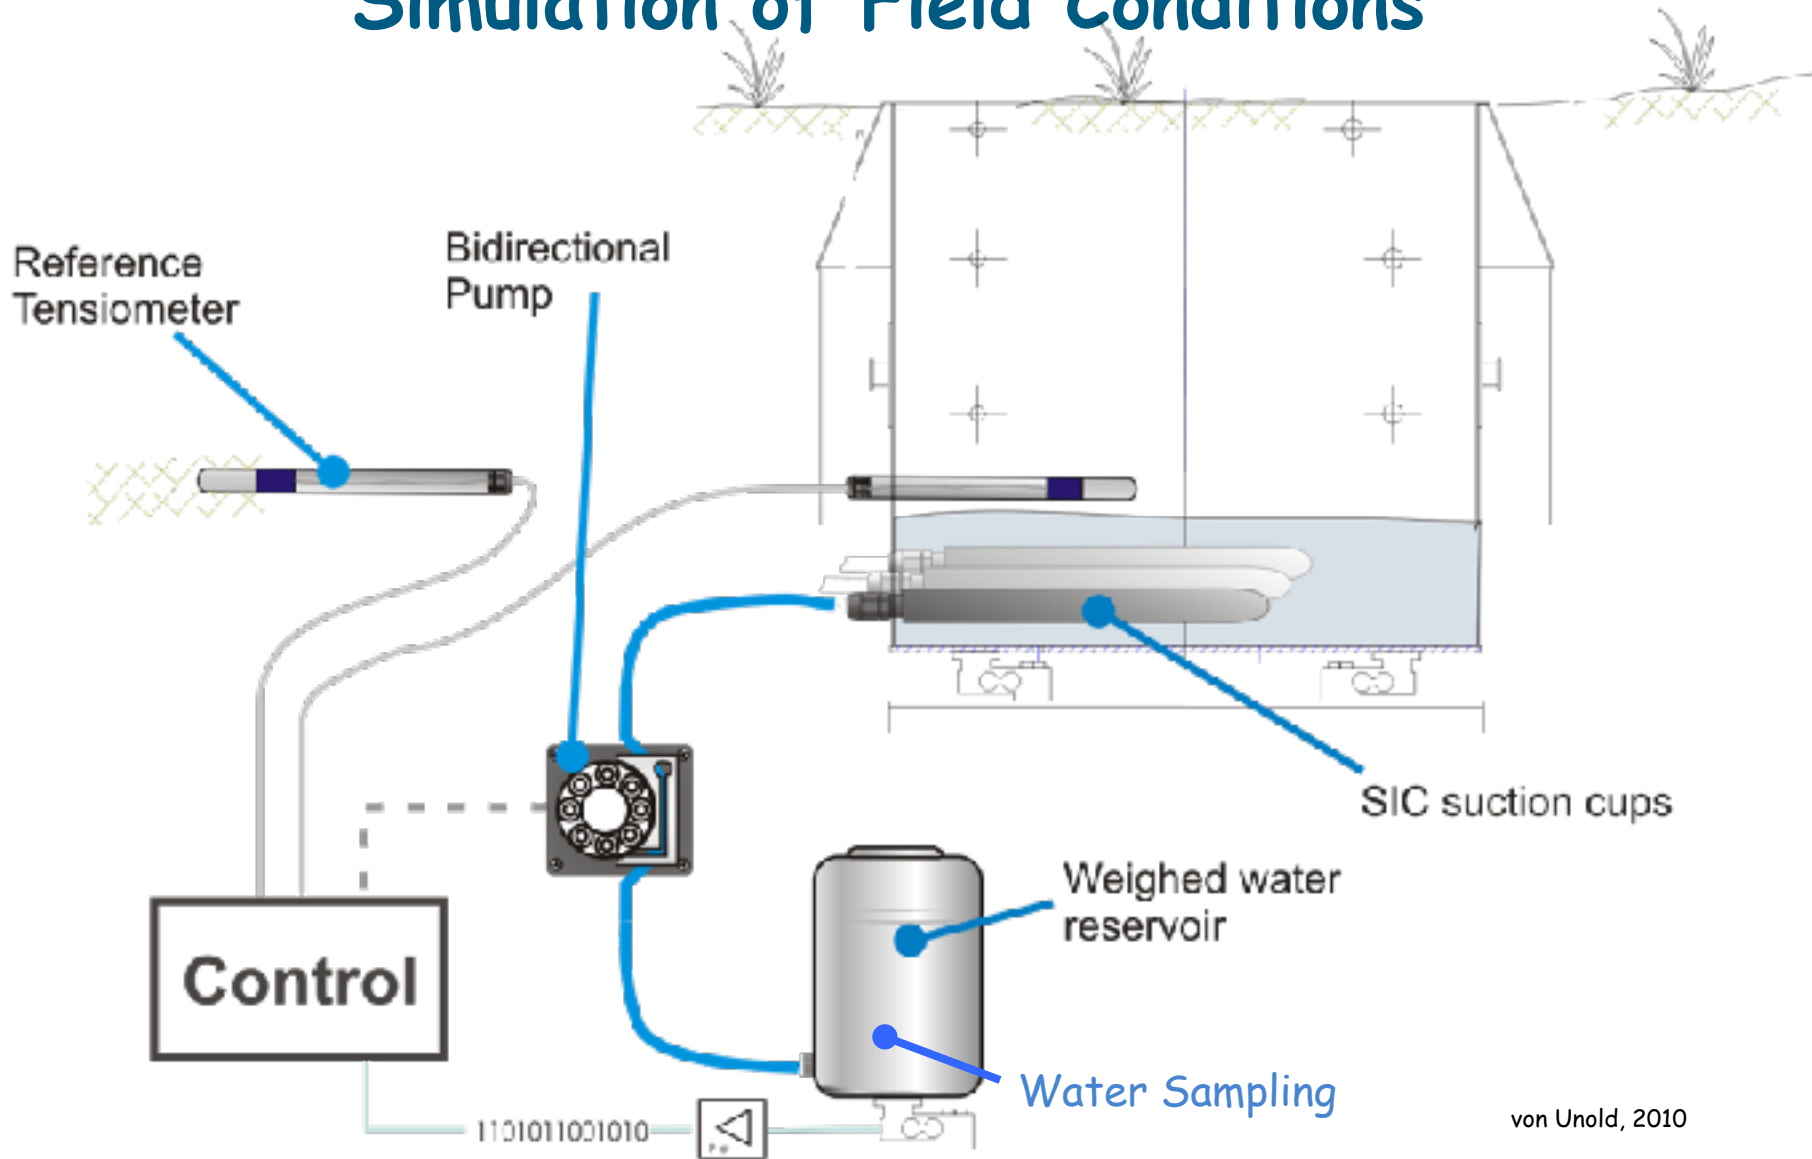 Simulation of Field Conditions
Reference
Tensiometer
Bidirectional
Pump
SIC suction cups
Weighed water
reservoir
Control
Water Sampling
1101011001010
von Unold, 2010